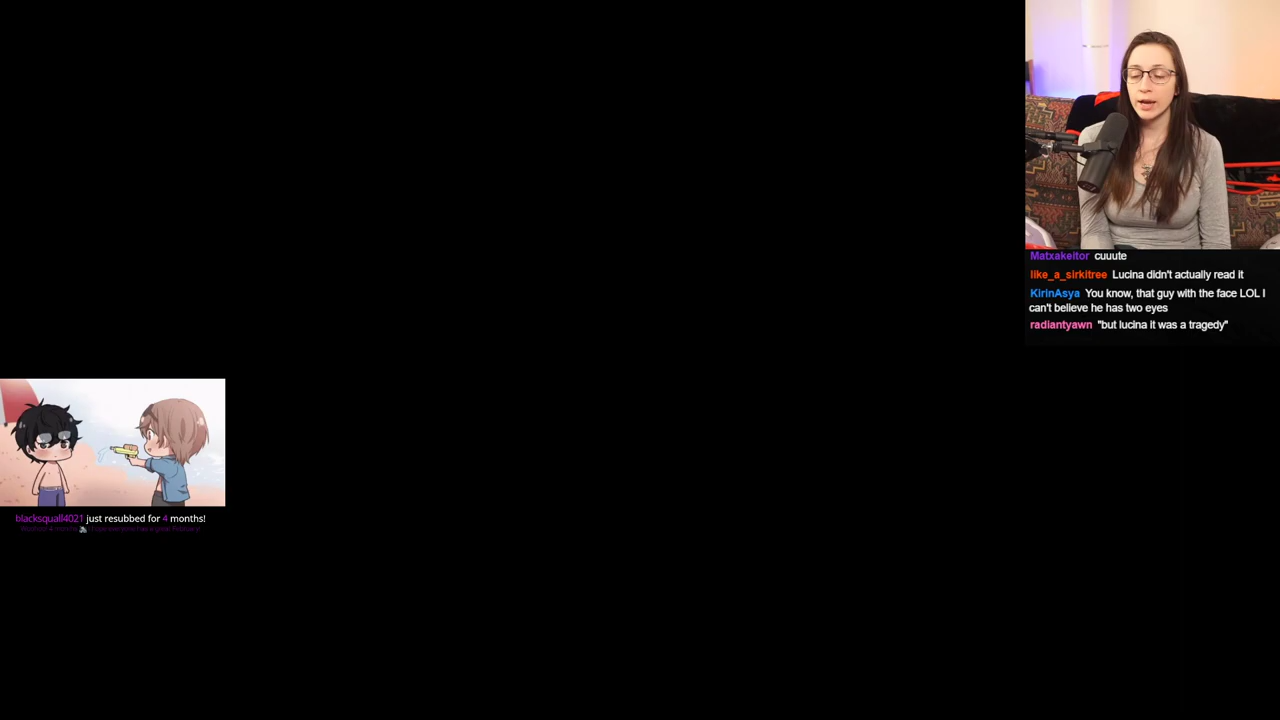 Matxakeitor cuuute
like_a_sirkitree Lucina didn't actually read it
KirinAsya You know, that guy with the face LOL I
can't believe he has two eyes
radiantyawn "but lucina it was a tragedy"
blacksquall4021 just resubbed for 4 months!